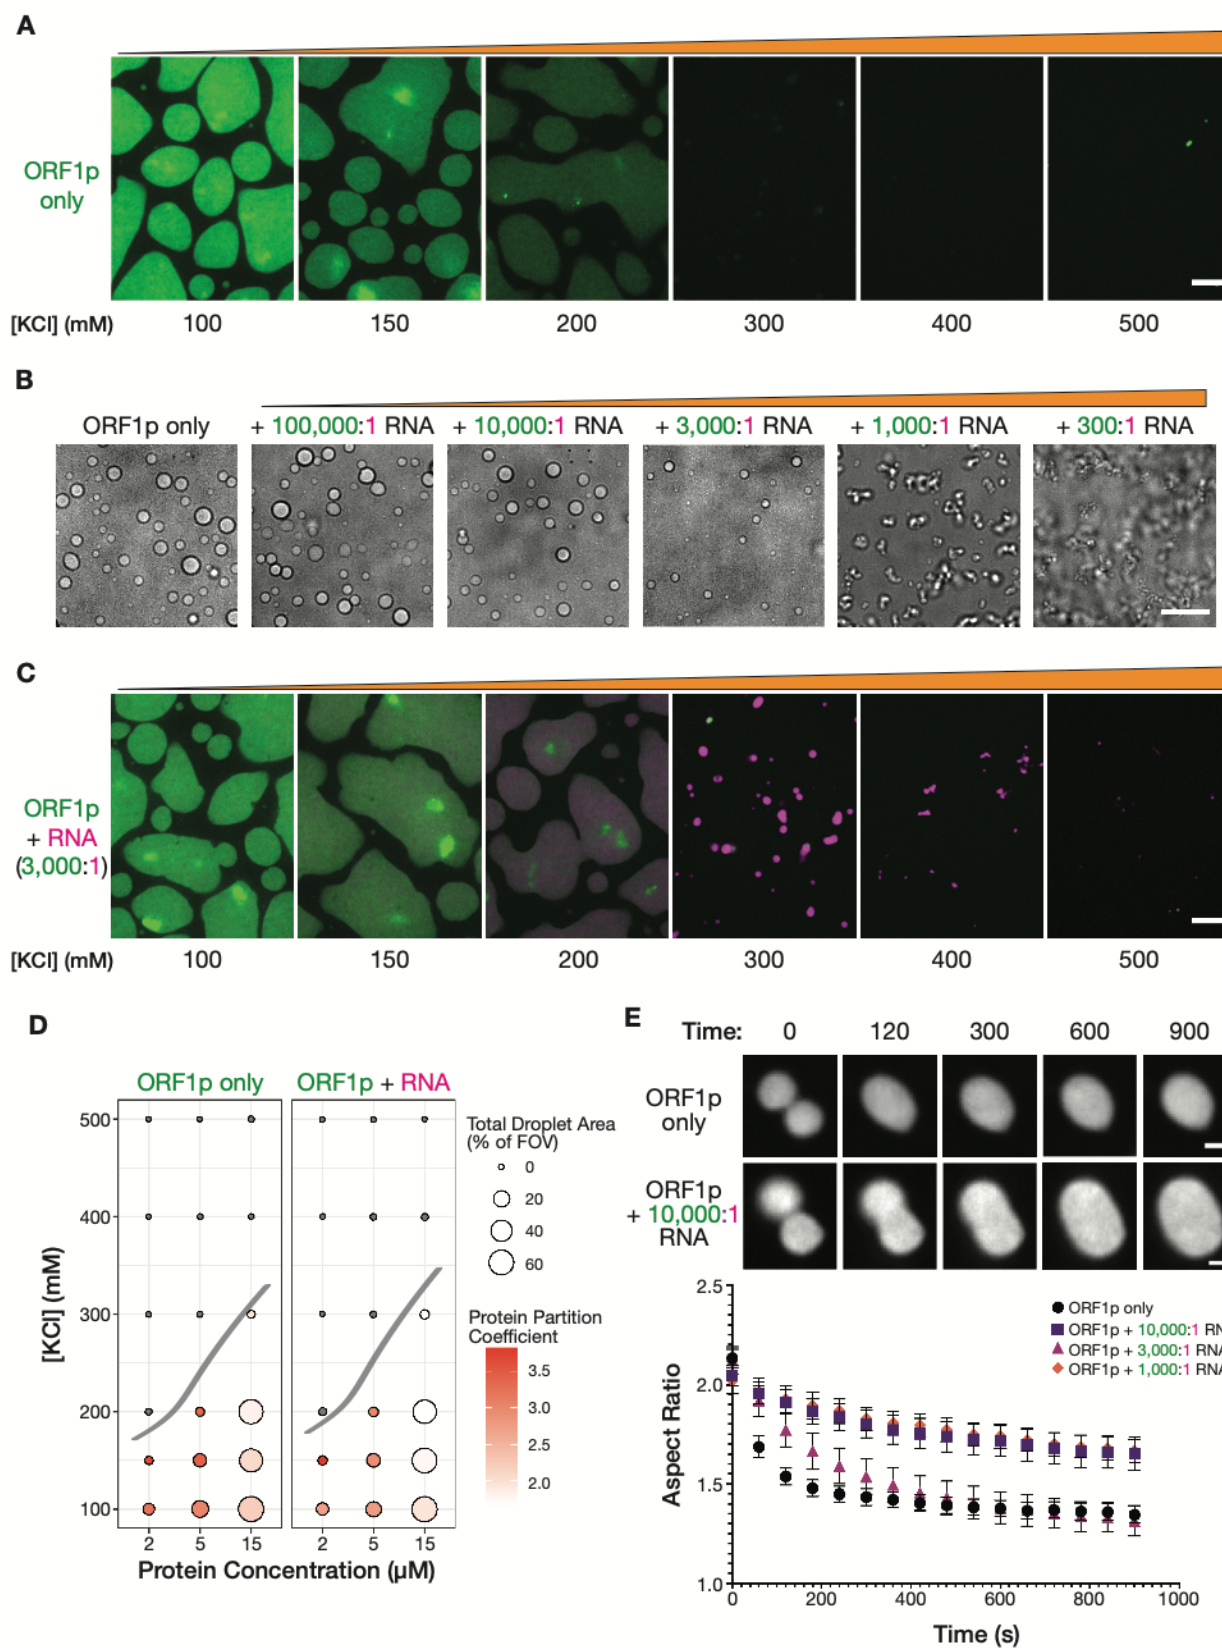 A
ORF1p
only
[KCl] (mM)
100
150
200
300
400
500
B
ORF1p only
+ 100,000:1 RNA
+ 10,000:1 RNA
+ 3,000:1 RNA
+ 1,000:1 RNA
+ 300:1 RNA
C
ORF1p
+ RNA
(3,000:1)
[KCl] (mM)
100
150
200
300
400
500
D
ORF1p only
ORF1p + RNA
[KCl] (mM)
500
400
300
200
100
2
5
15
2
5
15
Protein Concentration (µM)
Total Droplet Area
(% of FOV)
0
20
40
60
Protein Partition
Coefficient
3.5
3.0
2.5
2.0
E
Time:
0
120
300
600
900
ORF1p
only
ORF1p
+ 10,000:1
RNA
Aspect Ratio
2.5
2.0
1.5
1.0
ORF1p only
ORF1p + 10,000:1 RN
ORF1p + 3,000:1 RNA
ORF1p + 1,000:1 RNA
0
200
400
600
800
1000
Time (s)